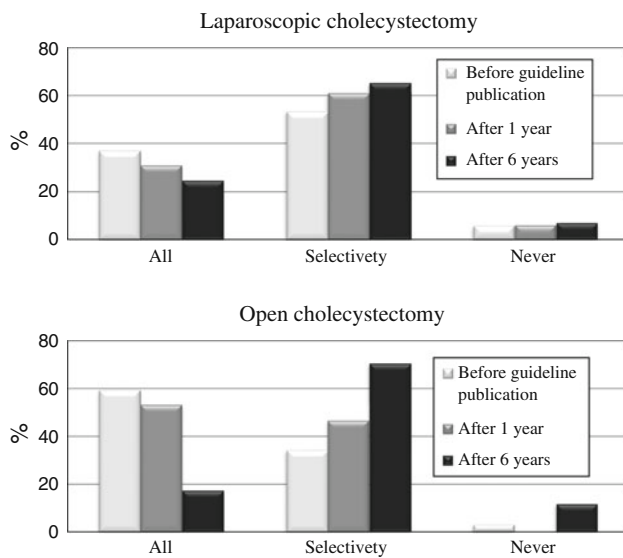 Laparoscopic cholecystectomy
80
60
40
20
0
%
Before guideline
publication
After 1 year
After 6 years
All
Selectivety
Never
Open cholecystectomy
80
60
40
20
0
%
Before guideline
publication
After 1 year
After 6 years
All
Selectivety
Never